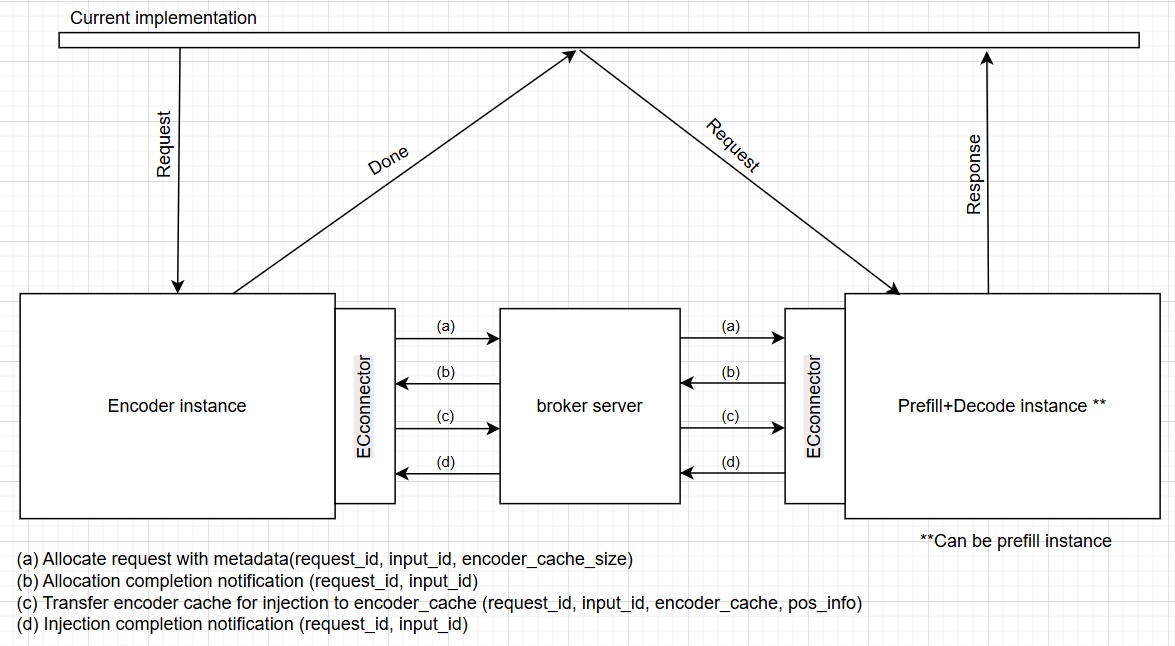 Current implementation
Request
Done
Request
Response
Encoder instance
ECconnector
(a)
(b)
(c)
(d)
broker server
(a)
(b)
(c)
(d)
ECconnector
Prefill+Decode instance **
**Can be prefill instance
(a) Allocate request with metadata(request_id, input_id, encoder_cache_size)
(b) Allocation completion notification (request_id, input_id)
(c) Transfer encoder cache for injection to encoder_cache (request_id, input_id, encoder_cache, pos_info)
(d) Injection completion notification (request_id, input_id)